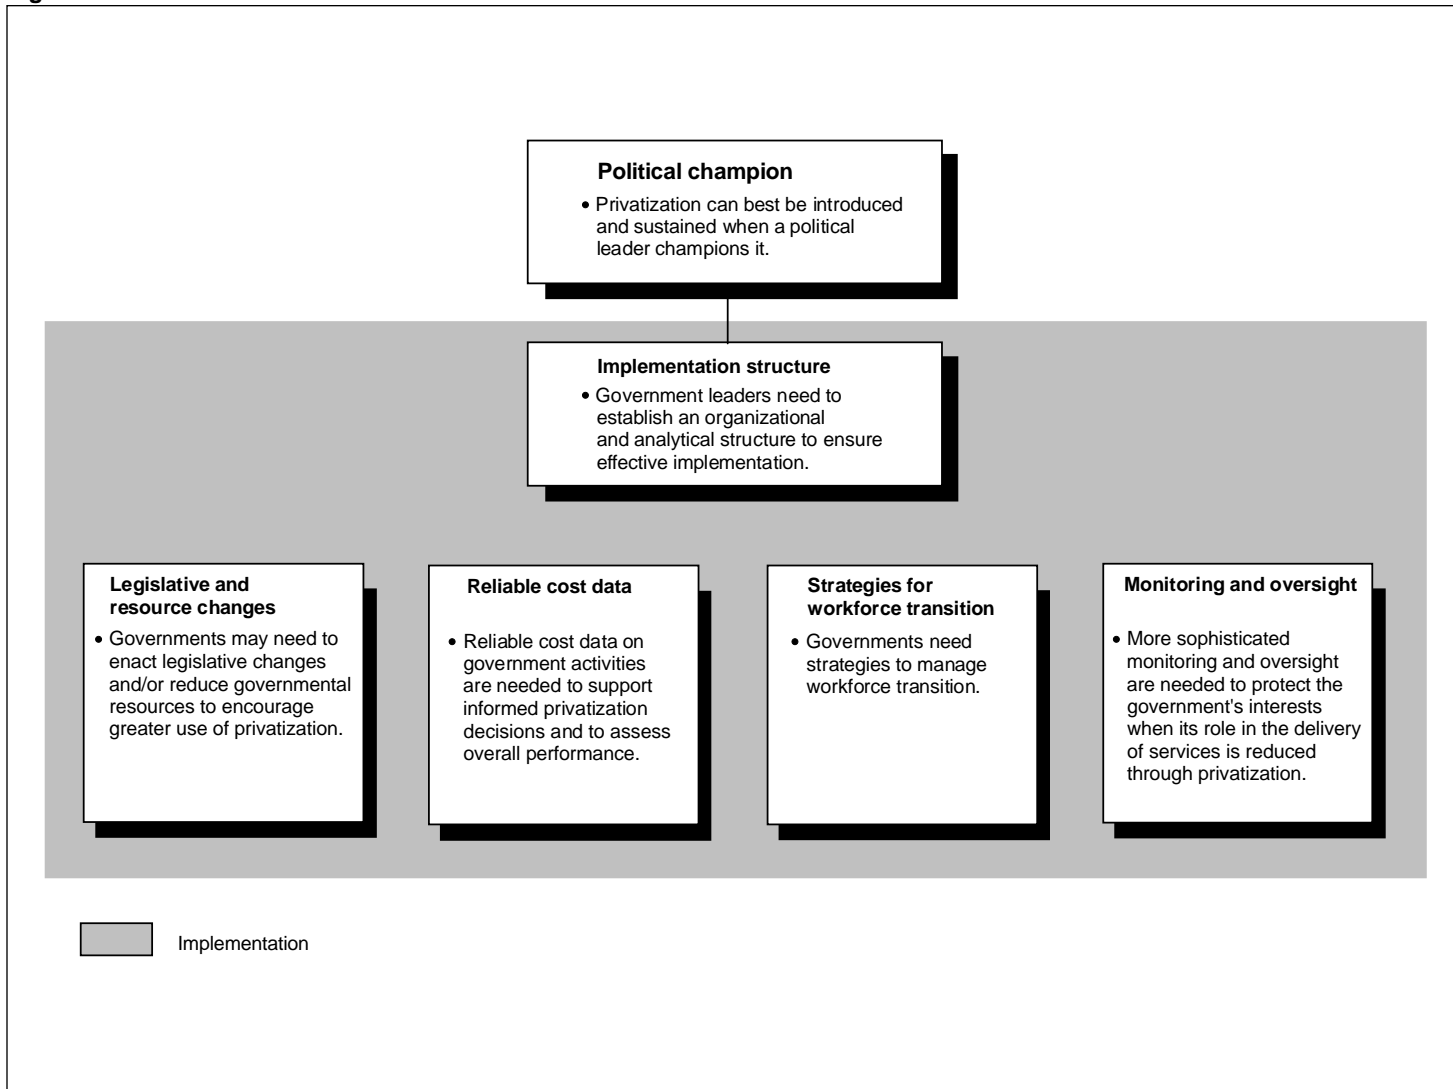 Political champion
• Privatization can best be introduced
and sustained when a political
leader champions it.
Implementation structure
• Government leaders need to
establish an organizational
and analytical structure to ensure
effective implementation.
Legislative and
resource changes
• Governments may need to
enact legislative changes
and/or reduce governmental
resources to encourage
greater use of privatization.
Reliable cost data
• Reliable cost data on
government activities
are needed to support
informed privatization
decisions and to assess
overall performance.
Strategies for
workforce transition
• Governments need
strategies to manage
workforce transition.
Monitoring and oversight
• More sophisticated
monitoring and oversight
are needed to protect the
government's interests
when its role in the delivery
of services is reduced
through privatization.
Implementation